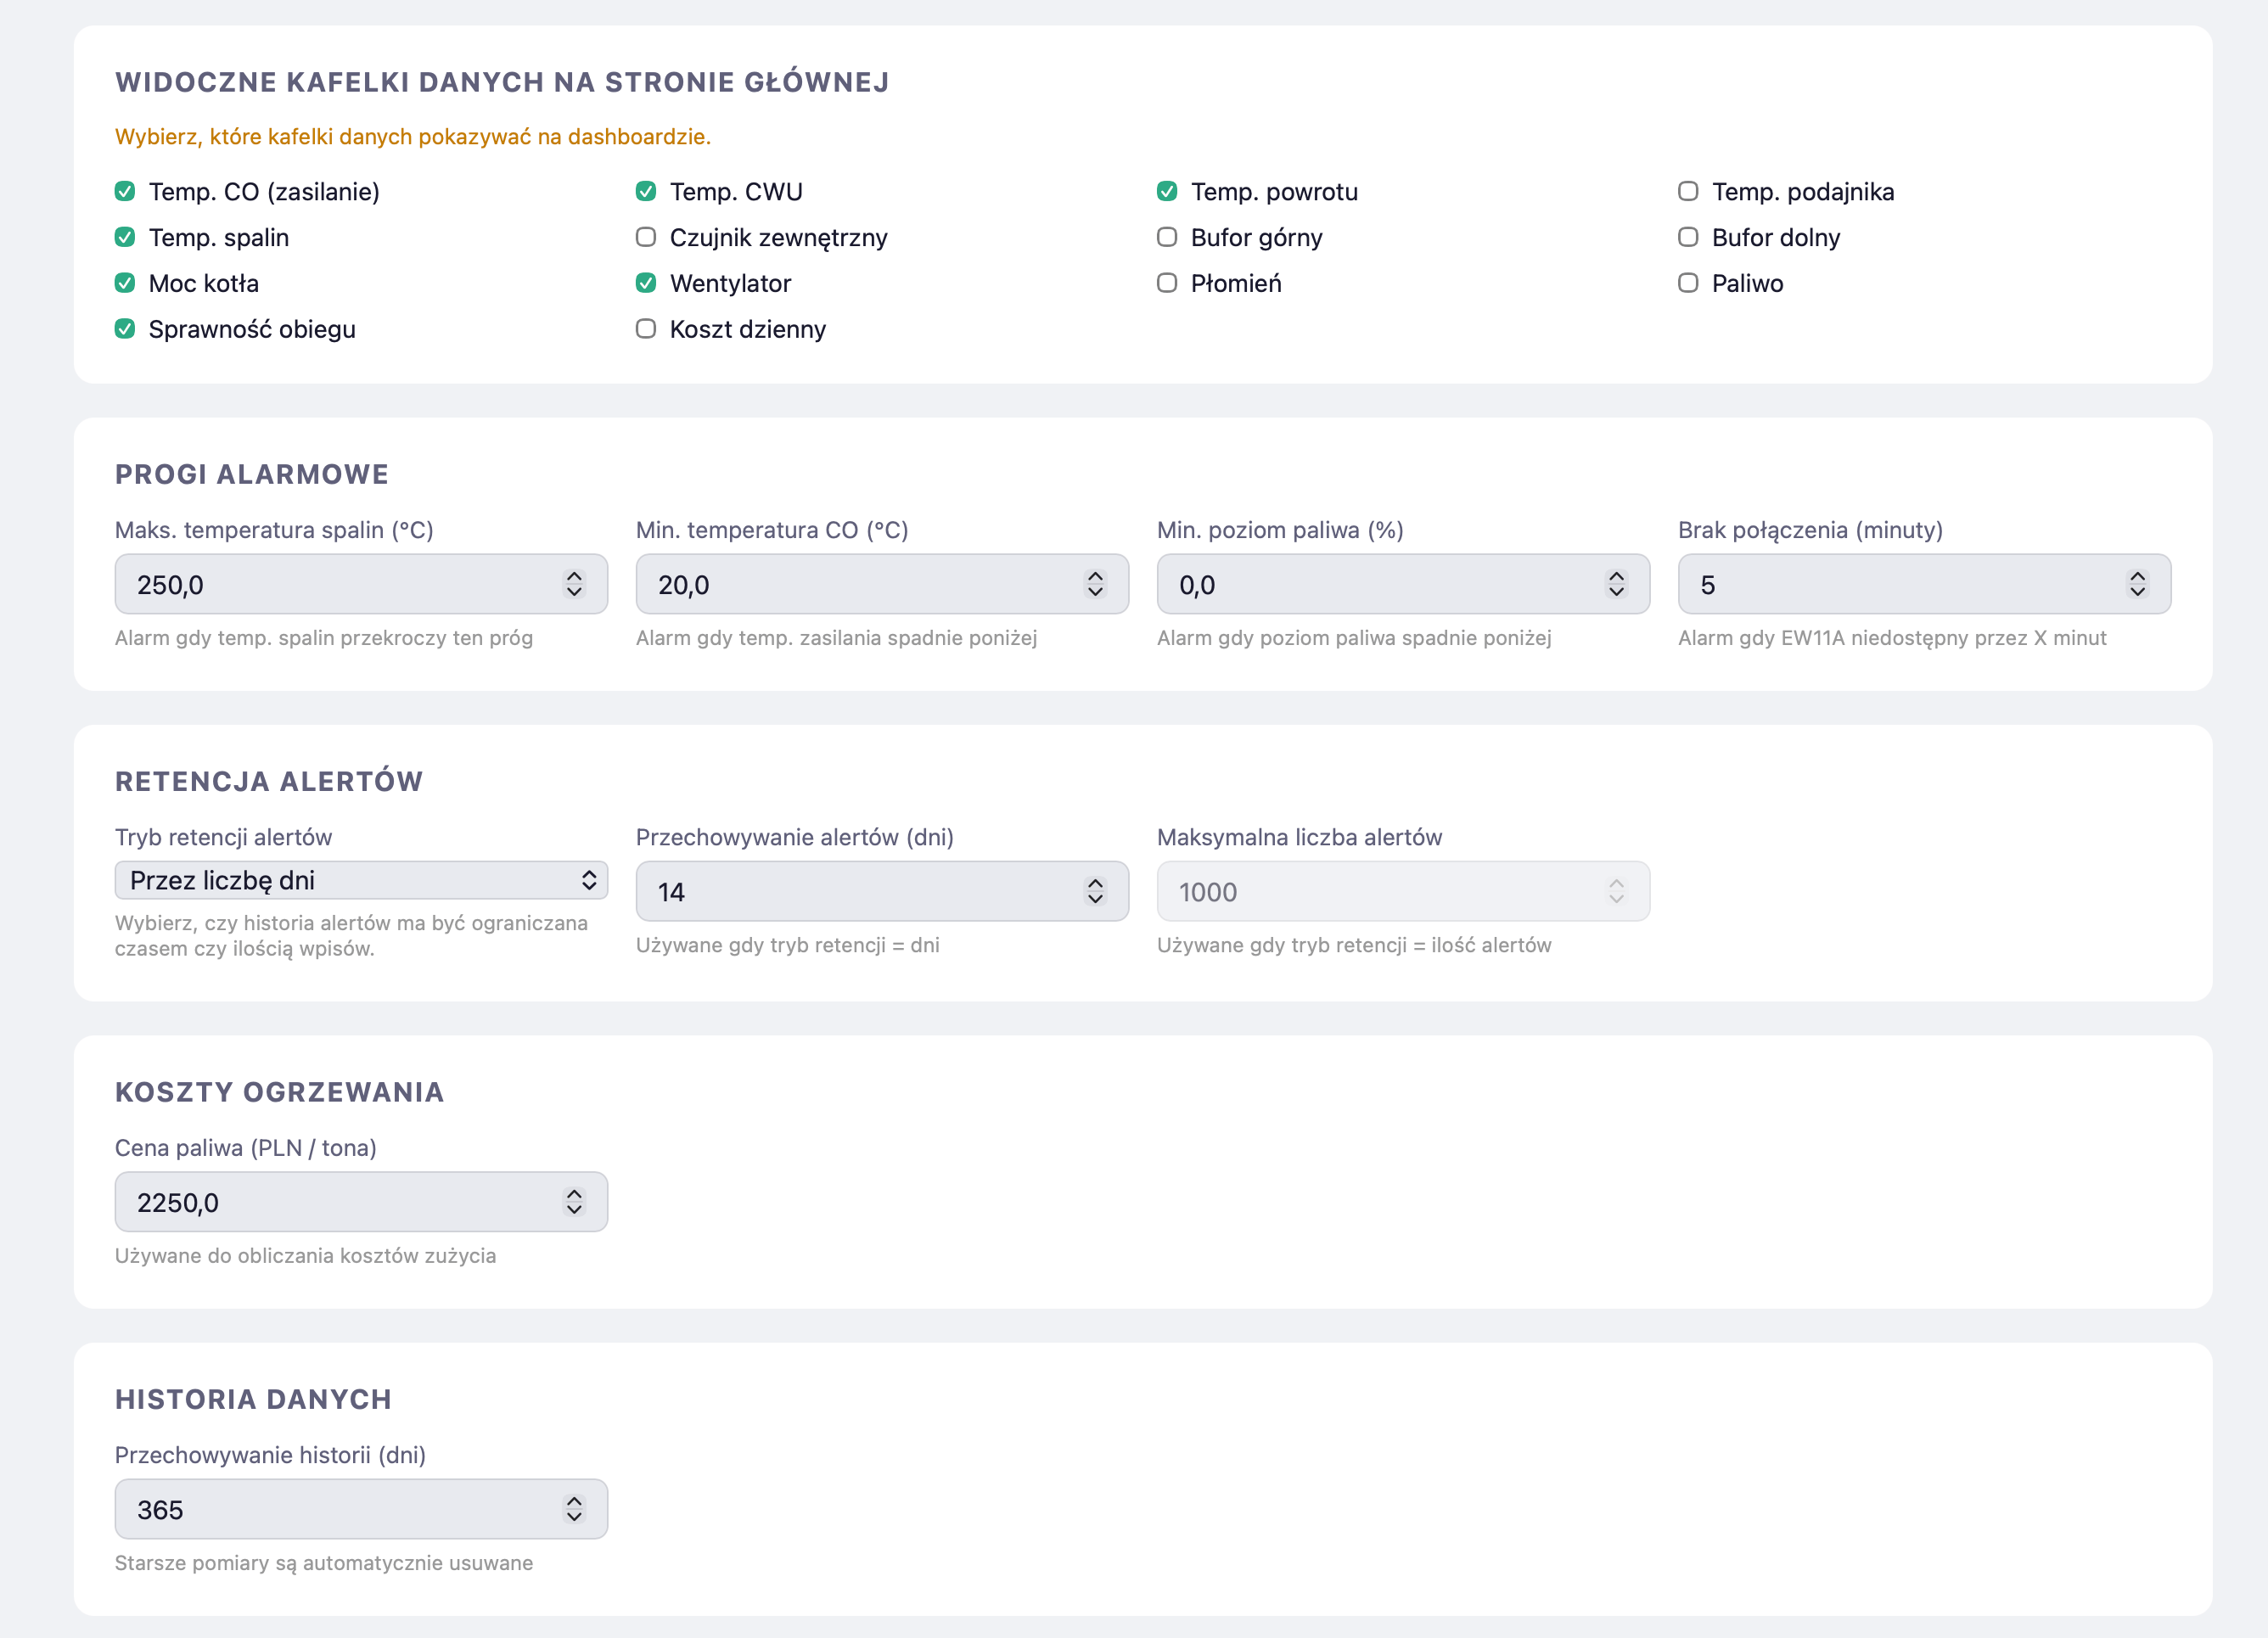 WIDOCZNE KAFELKI DANYCH NA STRONIE GŁÓWNEJ
Wybierz, które kafelki danych pokazywać na dashboardzie.
Temp. CO (zasilanie)
Temp. CWU
Temp. powrotu
Temp. podajnika
Temp. spalin
Czujnik zewnętrzny
Bufor górny
Bufor dolny
Moc kotła
Wentylator
Płomień
Paliwo
Sprawność obiegu
Koszt dzienny
PROGI ALARMOWE
Maks. temperatura spalin (°C)
Min. temperatura CO (°C)
Min. poziom paliwa (%)
Brak połączenia (minuty)
250,0
20,0
0,0
5
Alarm gdy temp. spalin przekroczy ten próg
Alarm gdy temp. zasilania spadnie poniżej
Alarm gdy poziom paliwa spadnie poniżej
Alarm gdy EW11A niedostępny przez X minut
RETENCJA ALERTÓW
Tryb retencji alertów
Przechowywanie alertów (dni)
Maksymalna liczba alertów
Przez liczbę dni
14
1000
Wybierz, czy historia alertów ma być ograniczana
czasem czy ilością wpisów.
Używane gdy tryb retencji = dni
Używane gdy tryb retencji = ilość alertów
KOSZTY OGRZEWANIA
Cena paliwa (PLN / tona)
2250,0
Używane do obliczania kosztów zużycia
HISTORIA DANYCH
Przechowywanie historii (dni)
365
Starsze pomiary są automatycznie usuwane